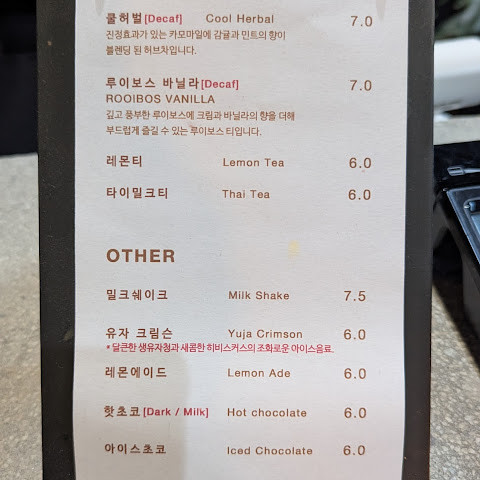 쿨허벌[Decaf] Cool Herbal 7.0
진정효과가 있는 카모마일에 감귤과 민트의 향이
블렌딩 된 허브차입니다.
루이보스 바닐라[Decaf] 7.0
ROOIBOS VANILLA
깊고 풍부한 루이보스에 크림과 바닐라의 향을 더해
부드럽게 즐길 수 있는 루이보스 티입니다.
레몬티 Lemon Tea 6.0
타이밀크티 Thai Tea 6.0
OTHER
밀크쉐이크 Milk Shake 7.5
유자 크림슨 Yuja Crimson 6.0
* 달큰한 생유자청과 새콤한 히비스커스의 조화로운 아이스음료.
레몬에이드 Lemon Ade 6.0
핫초코[Dark / Milk] Hot chocolate 6.0
아이스초코 Iced Chocolate 6.0